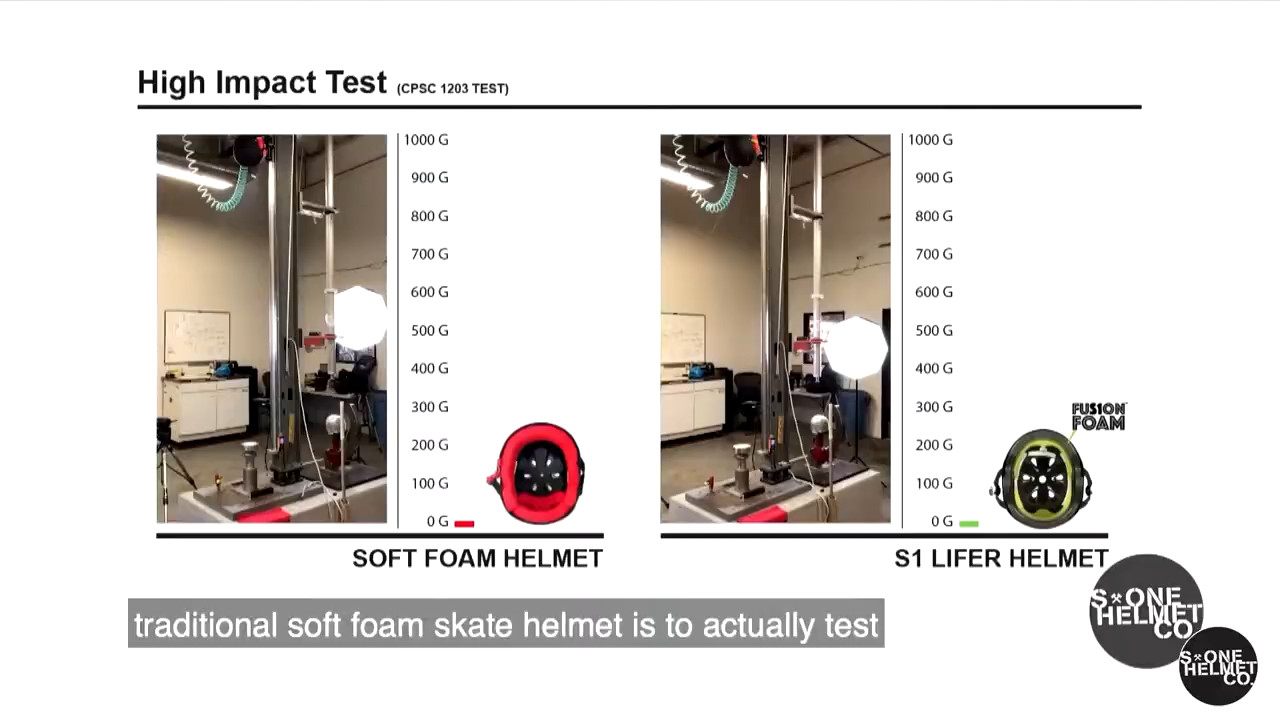 High Impact Test (CPSC 1203 TEST)
1000 G
900 G
800 G
700 G
600 G
500 G
400 G
300 G
200 G
100 G
0 G
SOFT FOAM HELMET
1000 G
900 G
800 G
700 G
600 G
500 G
400 G
300 G
200 G
100 G
0 G
FUS1ON
FOAM
S1 LIFER HELMET
traditional soft foam skate helmet is to actually test
S ONE
HELMET
CO.
S ONE
HELMET
CO.